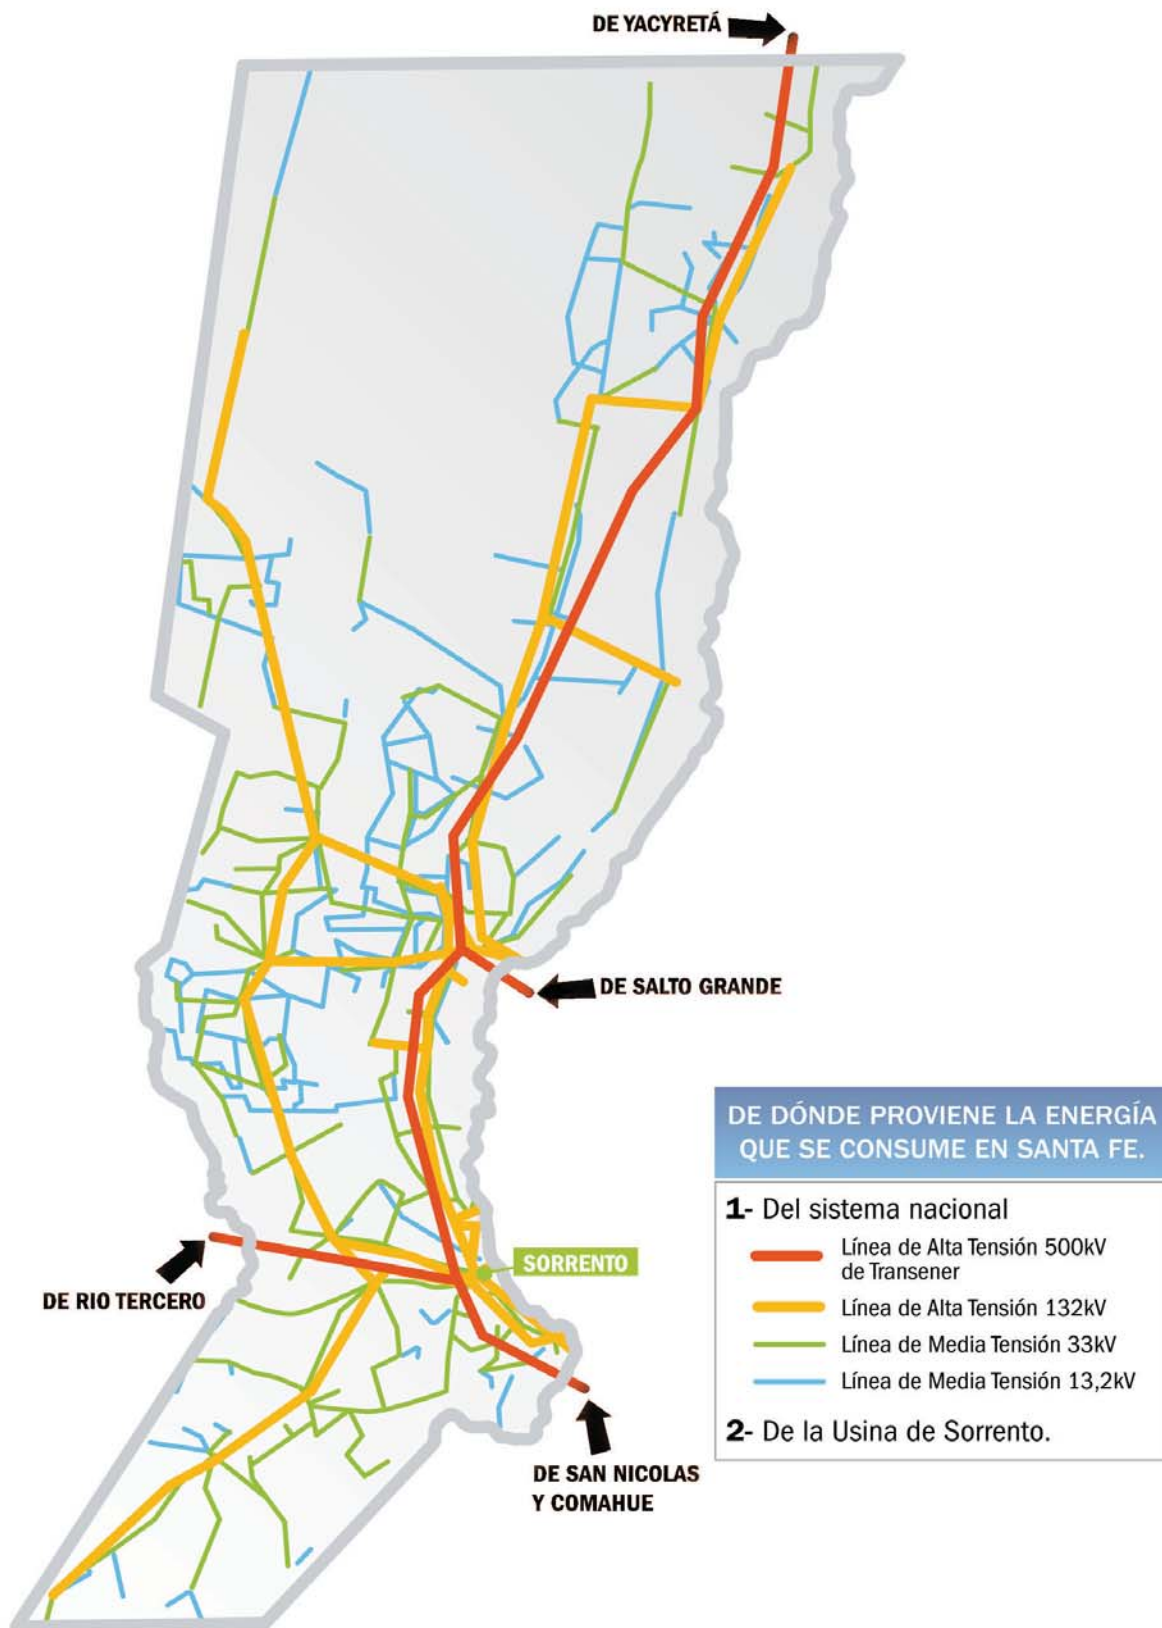 DE YACYRETÁ
DE SALTO GRANDE
DE DÓNDE PROVIENE LA ENERGÍA
QUE SE CONSUME EN SANTA FE.
1- Del sistema nacional
Línea de Alta Tensión 500kV
de Transener
Línea de Alta Tensión 132kV
Línea de Media Tensión 33kV
Línea de Media Tensión 13,2kV
2- De la Usina de Sorrento.
SORRENTO
DE RIO TERCERO
DE SAN NICOLAS
Y COMAHUE